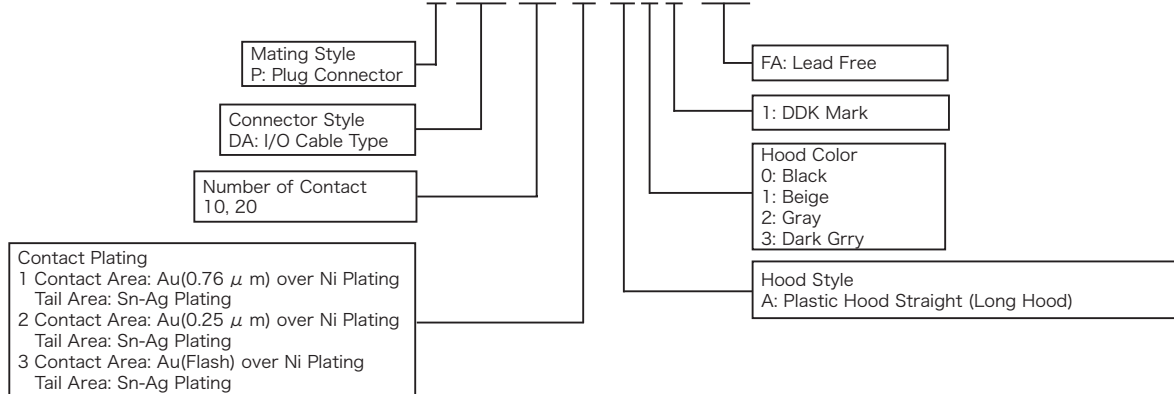 Mating Style
P: Plug Connector
Connector Style
DA: I/O Cable Type
Number of Contact
10, 20
Contact Plating
1 Contact Area: Au(0.76 μ m) over Ni Plating
Tail Area: Sn-Ag Plating
2 Contact Area: Au(0.25 μ m) over Ni Plating
Tail Area: Sn-Ag Plating
3 Contact Area: Au(Flash) over Ni Plating
Tail Area: Sn-Ag Plating
FA: Lead Free
1: DDK Mark
Hood Color
0: Black
1: Beige
2: Gray
3: Dark Grry
Hood Style
A: Plastic Hood Straight (Long Hood)